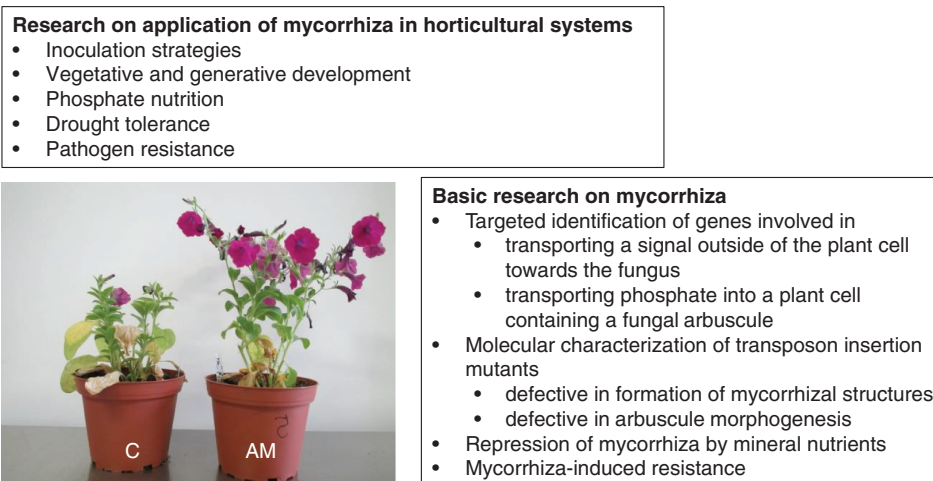 Research on application of mycorrhiza in horticultural systems
• Inoculation strategies
• Vegetative and generative development
• Phosphate nutrition
• Drought tolerance
• Pathogen resistance
C
AM
Basic research on mycorrhiza
• Targeted identification of genes involved in
• transporting a signal outside of the plant cell
towards the fungus
• transporting phosphate into a plant cell
containing a fungal arbuscule
• Molecular characterization of transposon insertion
mutants
• defective in formation of mycorrhizal structures
• defective in arbuscule morphogenesis
• Repression of mycorrhiza by mineral nutrients
• Mycorrhiza-induced resistance